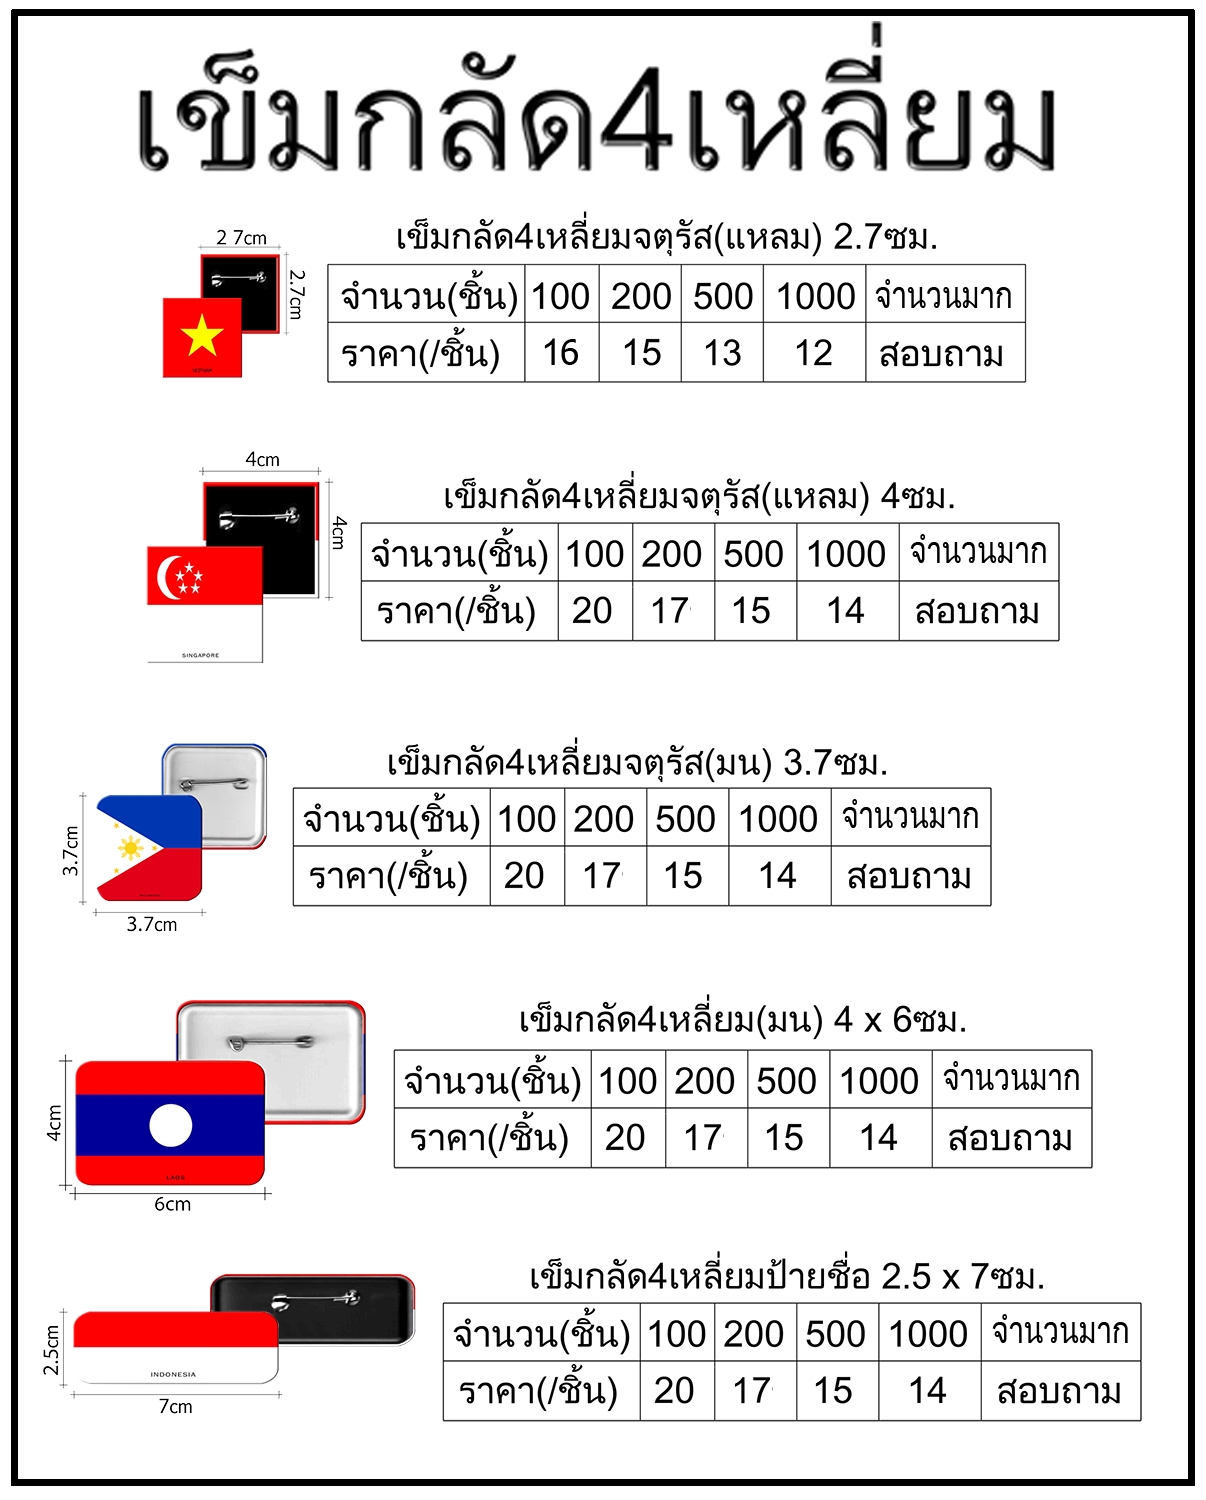 เข็มกลัด4เหลี่ยม
เข็มกลัด4เหลี่ยมจตุรัส(แหลม) 2.7ซม.
2 7cm
2.7cm
จำนวน(ชิ้น) 100 200 500 1000 จำนวนมาก
ราคา(/ชิ้น) 16 15 13 12 สอบถาม
เข็มกลัด4เหลี่ยมจตุรัส(แหลม) 4ซม.
4cm
4cm
SINGAPORE
จำนวน(ชิ้น) 100 200 500 1000 จำนวนมาก
ราคา(/ชิ้น) 20 17 15 14 สอบถาม
เข็มกลัด4เหลี่ยมจตุรัส(มน) 3.7ซม.
3.7cm
3.7cm
จำนวน(ชิ้น) 100 200 500 1000 จำนวนมาก
ราคา(/ชิ้น) 20 17 15 14 สอบถาม
เข็มกลัด4เหลี่ยม(มน) 4 x 6ซม.
4cm
LAOS
6cm
จำนวน(ชิ้น) 100 200 500 1000 จำนวนมาก
ราคา(/ชิ้น) 20 17 15 14 สอบถาม
เข็มกลัด4เหลี่ยมป้ายชื่อ 2.5 x 7ซม.
2.5cm
INDONESIA
7cm
จำนวน(ชิ้น) 100 200 500 1000 จำนวนมาก
ราคา(/ชิ้น) 20 17 15 14 สอบถาม